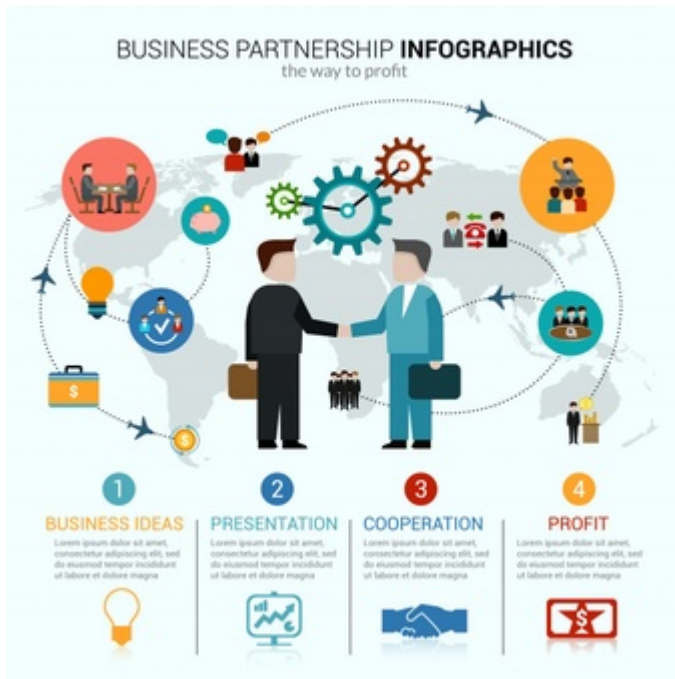 BUSINESS PARTNERSHIP INFOGRAPHICS
the way to profit
$
$
1
2
3
4
BUSINESS IDEAS
Lorem ipsum dolor sit amet,
consectetur adipiscing elit, sed
do eiusmod tempor incididunt
ut labore et dolore magna
PRESENTATION
Lorem ipsum dolor sit amet,
consectetur adipiscing elit, sed
do eiusmod tempor incididunt
ut labore et dolore magna
COOPERATION
Lorem ipsum dolor sit amet,
consectetur adipiscing elit, sed
do eiusmod tempor incididunt
ut labore et dolore magna
PROFIT
Lorem ipsum dolor sit amet,
consectetur adipiscing elit, sed
do eiusmod tempor incididunt
ut labore et dolore magna
$